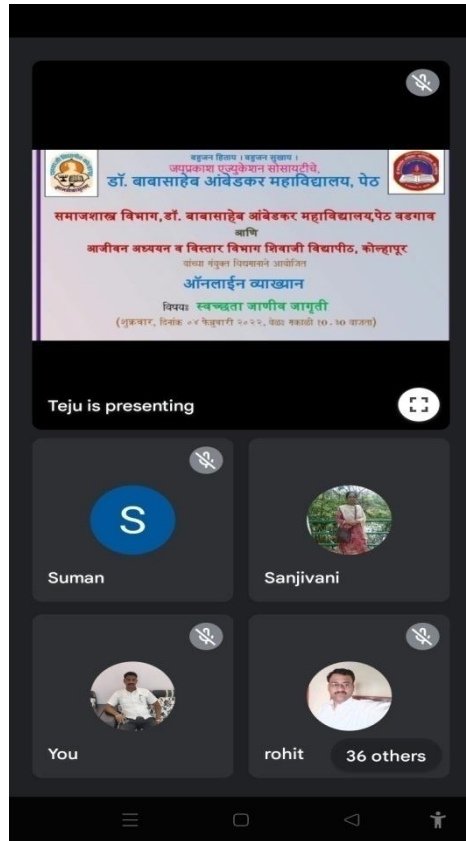 बहुजन हिताय । बहुजन सुखाय ।
जयप्रकाश एज्युकेशन सोसायटीचे,
डॉ. बाबासाहेब आंबेडकर महाविद्यालय, पेठ
समाजशास्त्र विभाग,डॉ. बाबासाहेब आंबेडकर महाविद्यालय,पेठ वडगाव
आणि
आजीवन अध्ययन व विस्तार विभाग शिवाजी विद्यापीठ, कोल्हापूर
यांच्या संयुक्त विद्यमानाने आयोजित
ऑनलाईन व्याख्यान
विषयः स्वच्छता जाणीव जागृती
(शुक्रवार, दिनांक ०४ फेब्रुवारी २०२२, वेळः सकाळी १०.३० वाजता)
Teju is presenting
S
Suman
Sanjivani
You
rohit
36 others